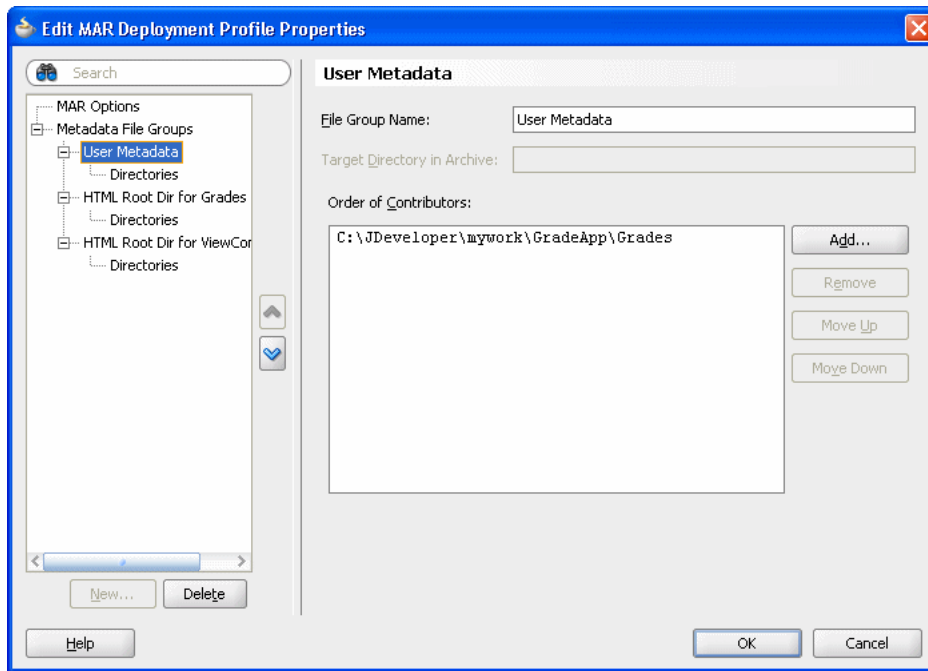 Edit MAR Deployment Profile Properties
Search
MAR Options
Metadata File Groups
User Metadata
Directories
HTML Root Dir for Grades
Directories
HTML Root Dir for ViewCor
Directories
New...
Delete
User Metadata
File Group Name:
User Metadata
Target Directory in Archive:
Order of Contributors:
C:\JDeveloper\mywork\GradeApp\Grades
Add...
Remove
Move Up
Move Down
Help
OK
Cancel